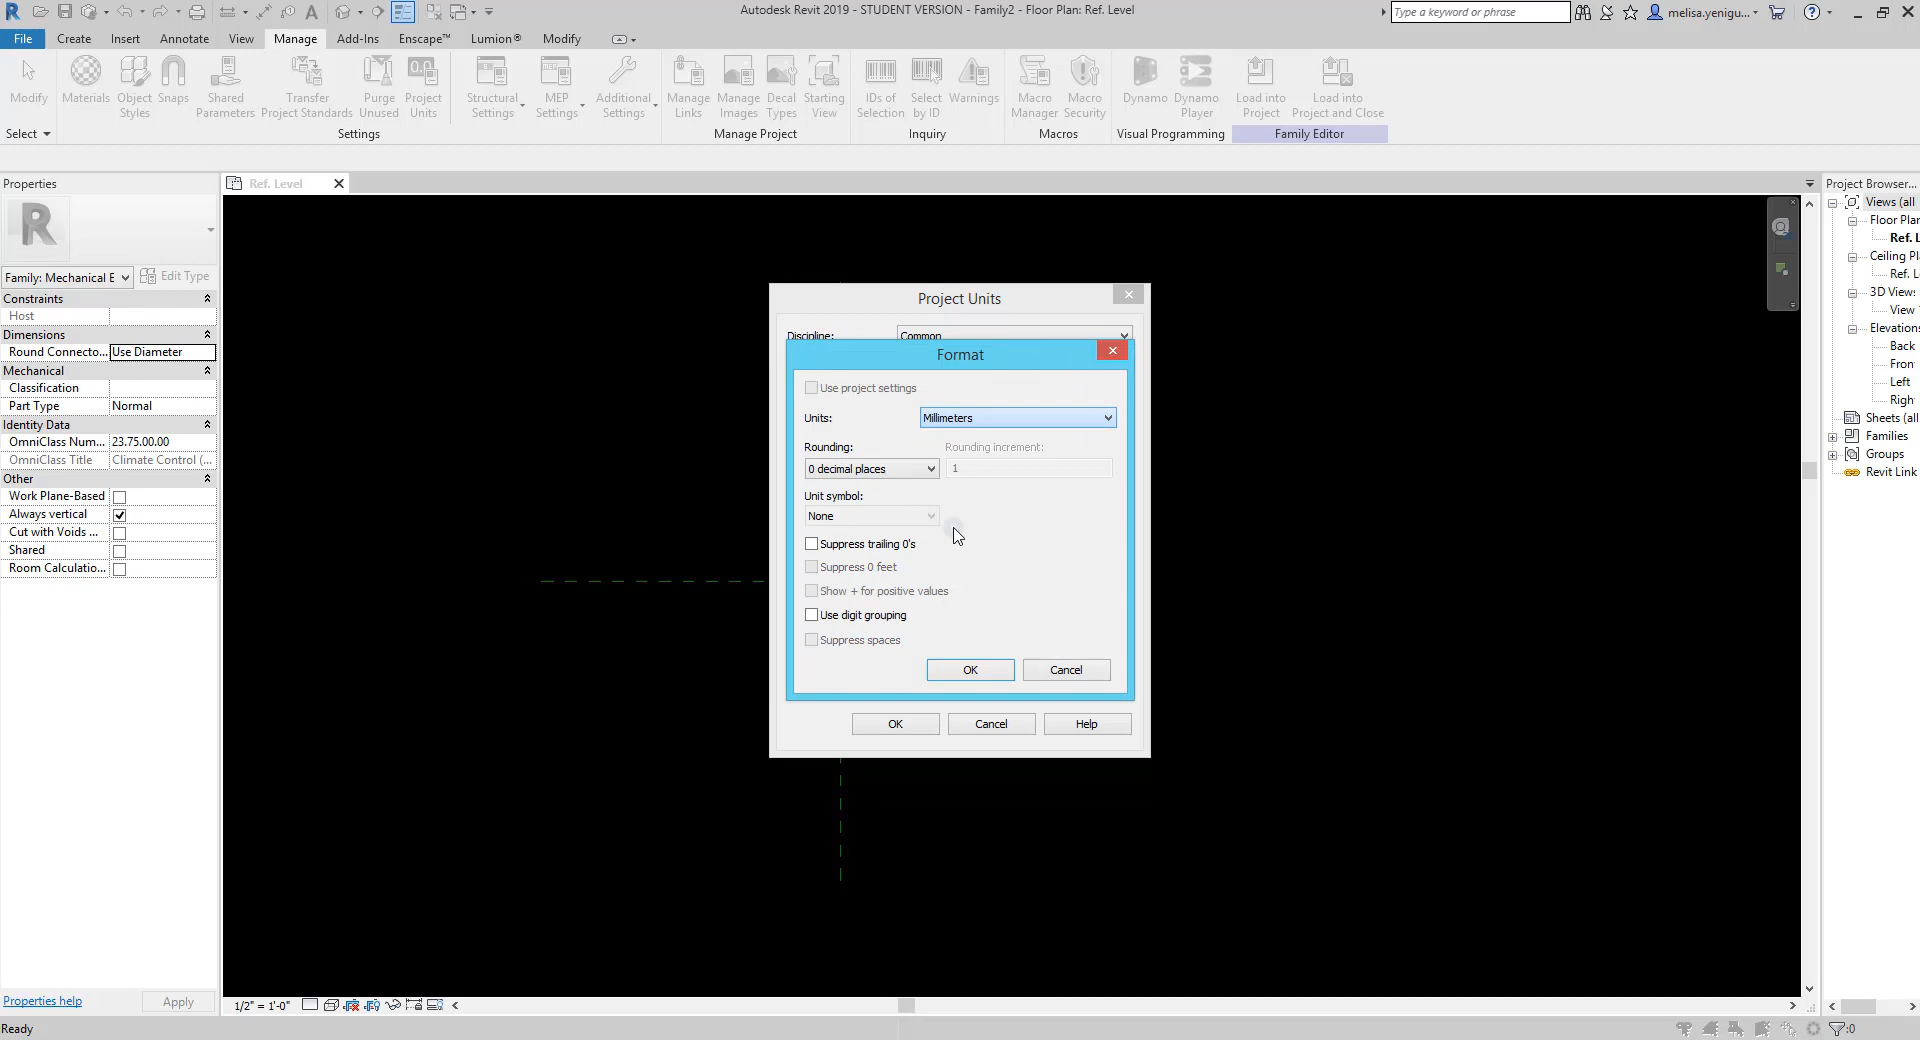 Autodesk Revit 2019 - STUDENT VERSION - Family2 - Floor Plan: Ref. Level
Type a keyword or phrase
melisa.yenigu...
File Create Insert Annotate View Manage Add-Ins Enscape™ Lumion® Modify
Modify
Materials
Object Styles
Snaps
Shared Parameters
Transfer Project Standards
Purge Unused
Project Units
Structural Settings
MEP Settings
Additional Settings
Manage Links
Manage Images
Decal Types
Starting View
IDs of Selection
Select by ID
Warnings
Macro Manager
Macro Security
Dynamo
Dynamo Player
Load into Project
Load into Project and Close
Select
Settings
Manage Project
Inquiry
Macros
Visual Programming
Family Editor
Properties
Ref. Level
Project Browser...
R
Family: Mechanical E
Edit Type
Constraints
Host
Dimensions
Round Connecto... Use Diameter
Mechanical
Classification
Part Type Normal
Identity Data
OmniClass Num... 23.75.00.00
OmniClass Title Climate Control (...
Other
Work Plane-Based
Always vertical
Cut with Voids ...
Shared
Room Calculatio...
Properties help
Apply
Project Units
Discipline: Common
Format
Use project settings
Units: Millimeters
Rounding: Rounding increment:
0 decimal places 1
Unit symbol:
None
Suppress trailing 0's
Suppress 0 feet
Show + for positive values
Use digit grouping
Suppress spaces
OK Cancel
OK Cancel Help
Views (all
Floor Plan
Ref. L
Ceiling Pl
Ref. L
3D Views
View
Elevations
Back
Fron
Left
Righ
Sheets (all
Families
Groups
Revit Link
1/2" = 1'-0"
Ready
:0